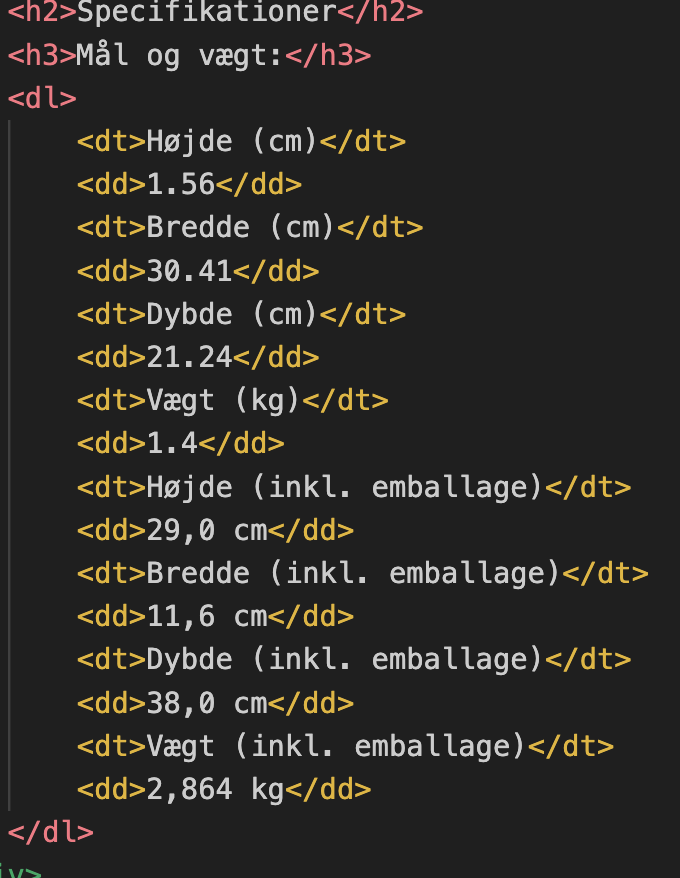 <h2>Specifikationer</h2>
<h3>Mål og vægt:</h3>
<dl>
<dt>Højde (cm)</dt>
<dd>1.56</dd>
<dt>Bredde (cm)</dt>
<dd>30.41</dd>
<dt>Dybde (cm)</dt>
<dd>21.24</dd>
<dt>Vægt (kg)</dt>
<dd>1.4</dd>
<dt>Højde (inkl. emballage)</dt>
<dd>29,0 cm</dd>
<dt>Bredde (inkl. emballage)</dt>
<dd>11,6 cm</dd>
<dt>Dybde (inkl. emballage)</dt>
<dd>38,0 cm</dd>
<dt>Vægt (inkl. emballage)</dt>
<dd>2,864 kg</dd>
</dl>